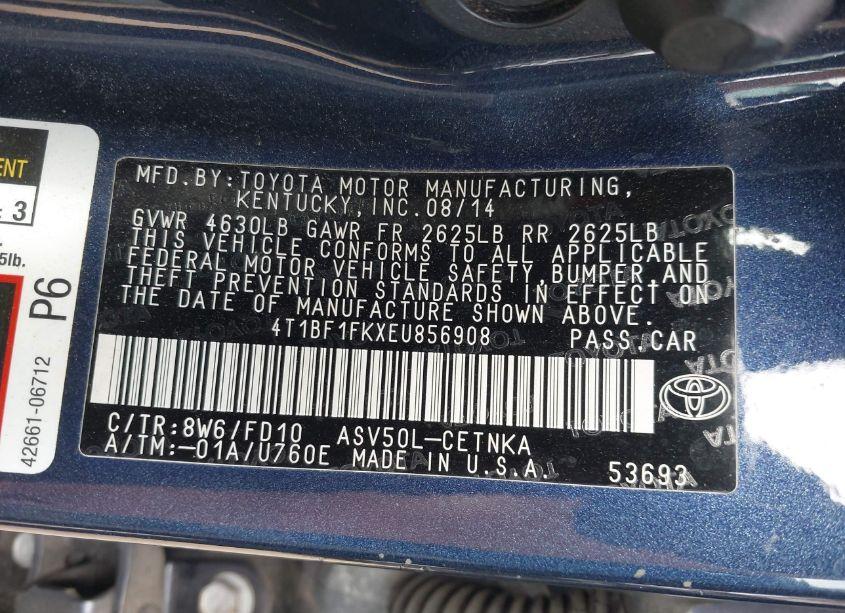 ENT
: 3
5lb.
P6
42661-06712
MFD.BY:TOYOTA MOTOR MANUFACTURING,
KENTUCKY,INC.08/14
GVWR 4630LB GAWR FR 2625LB RR 2625LB
THIS VEHICLE CONFORMS TO ALL APPLICABLE
FEDERAL MOTOR VEHICLE SAFETY,BUMPER,AND
THEFT PREVENTION STANDARDS IN EFFECT ON
THE DATE OF MANUFACTURE SHOWN ABOVE.
4T1BF1FKXEU856908 PASS.CAR
C/TR:8W6/FD10 ASV50L-CETNKA
A/TM:-01A/U760E MADE IN U.S.A.
53693